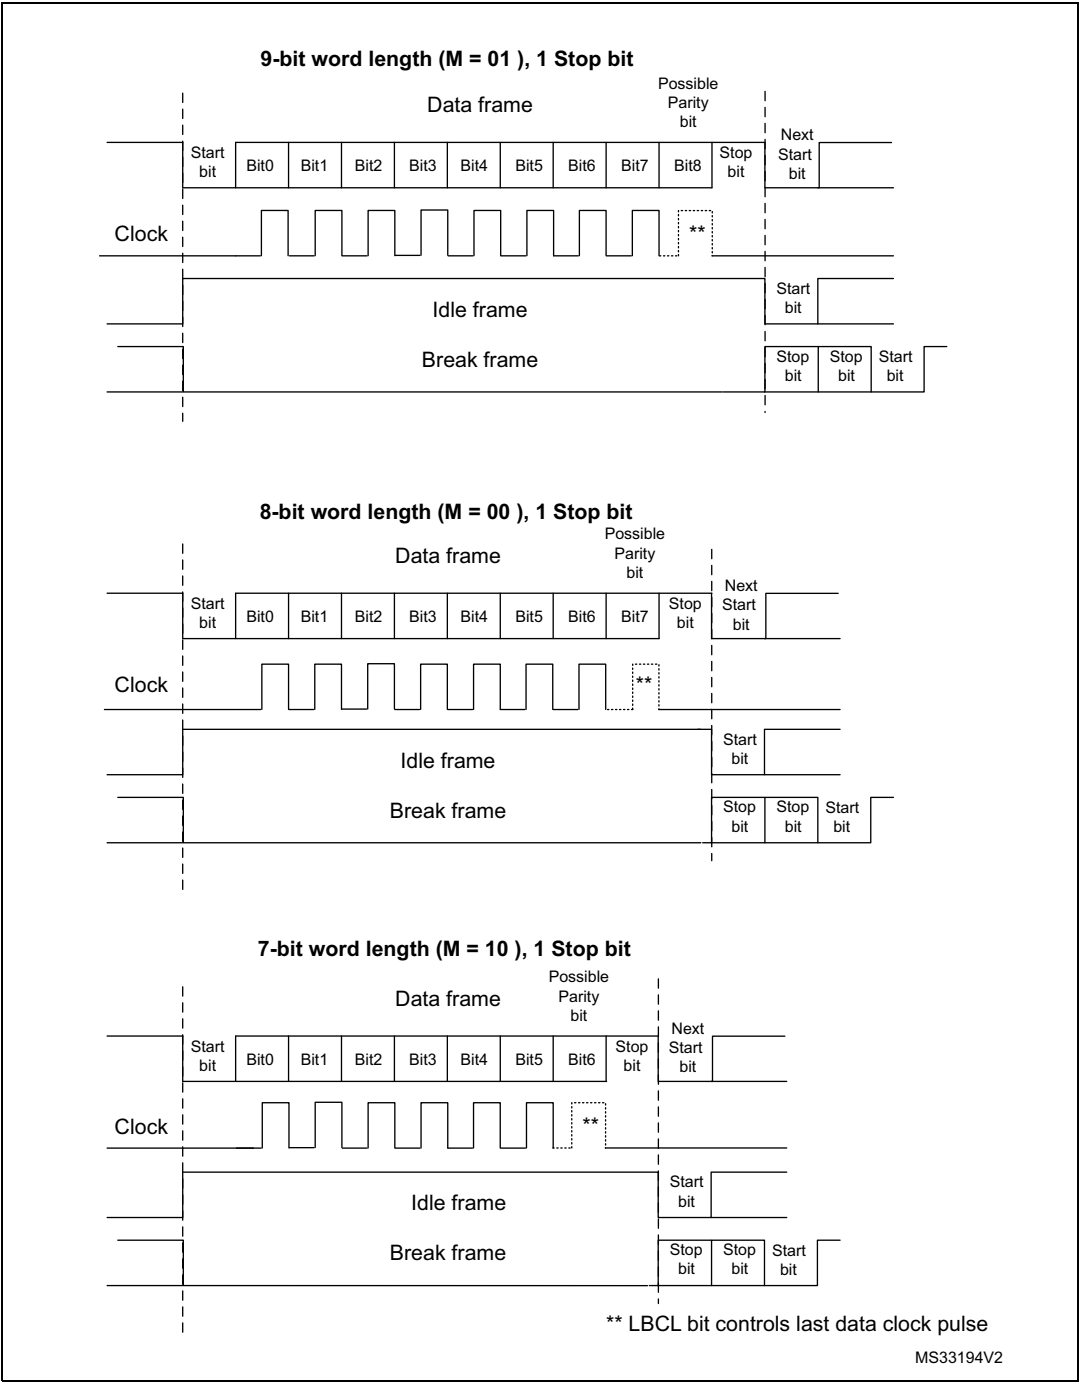 9-bit word length (M = 01 ), 1 Stop bit
Data frame
Possible
Parity
bit
Start
bit
Bit0
Bit1
Bit2
Bit3
Bit4
Bit5
Bit6
Bit7
Bit8
Stop
bit
Next
Start
bit
Clock
**
Idle frame
Start
bit
Break frame
Stop
bit
Stop
bit
Start
bit
8-bit word length (M = 00 ), 1 Stop bit
Data frame
Possible
Parity
bit
Start
bit
Bit0
Bit1
Bit2
Bit3
Bit4
Bit5
Bit6
Bit7
Stop
bit
Next
Start
bit
Clock
**
Idle frame
Start
bit
Break frame
Stop
bit
Stop
bit
Start
bit
7-bit word length (M = 10 ), 1 Stop bit
Data frame
Possible
Parity
bit
Start
bit
Bit0
Bit1
Bit2
Bit3
Bit4
Bit5
Bit6
Stop
bit
Next
Start
bit
Clock
**
Idle frame
Start
bit
Break frame
Stop
bit
Stop
bit
Start
bit
** LBCL bit controls last data clock pulse
MS33194V2